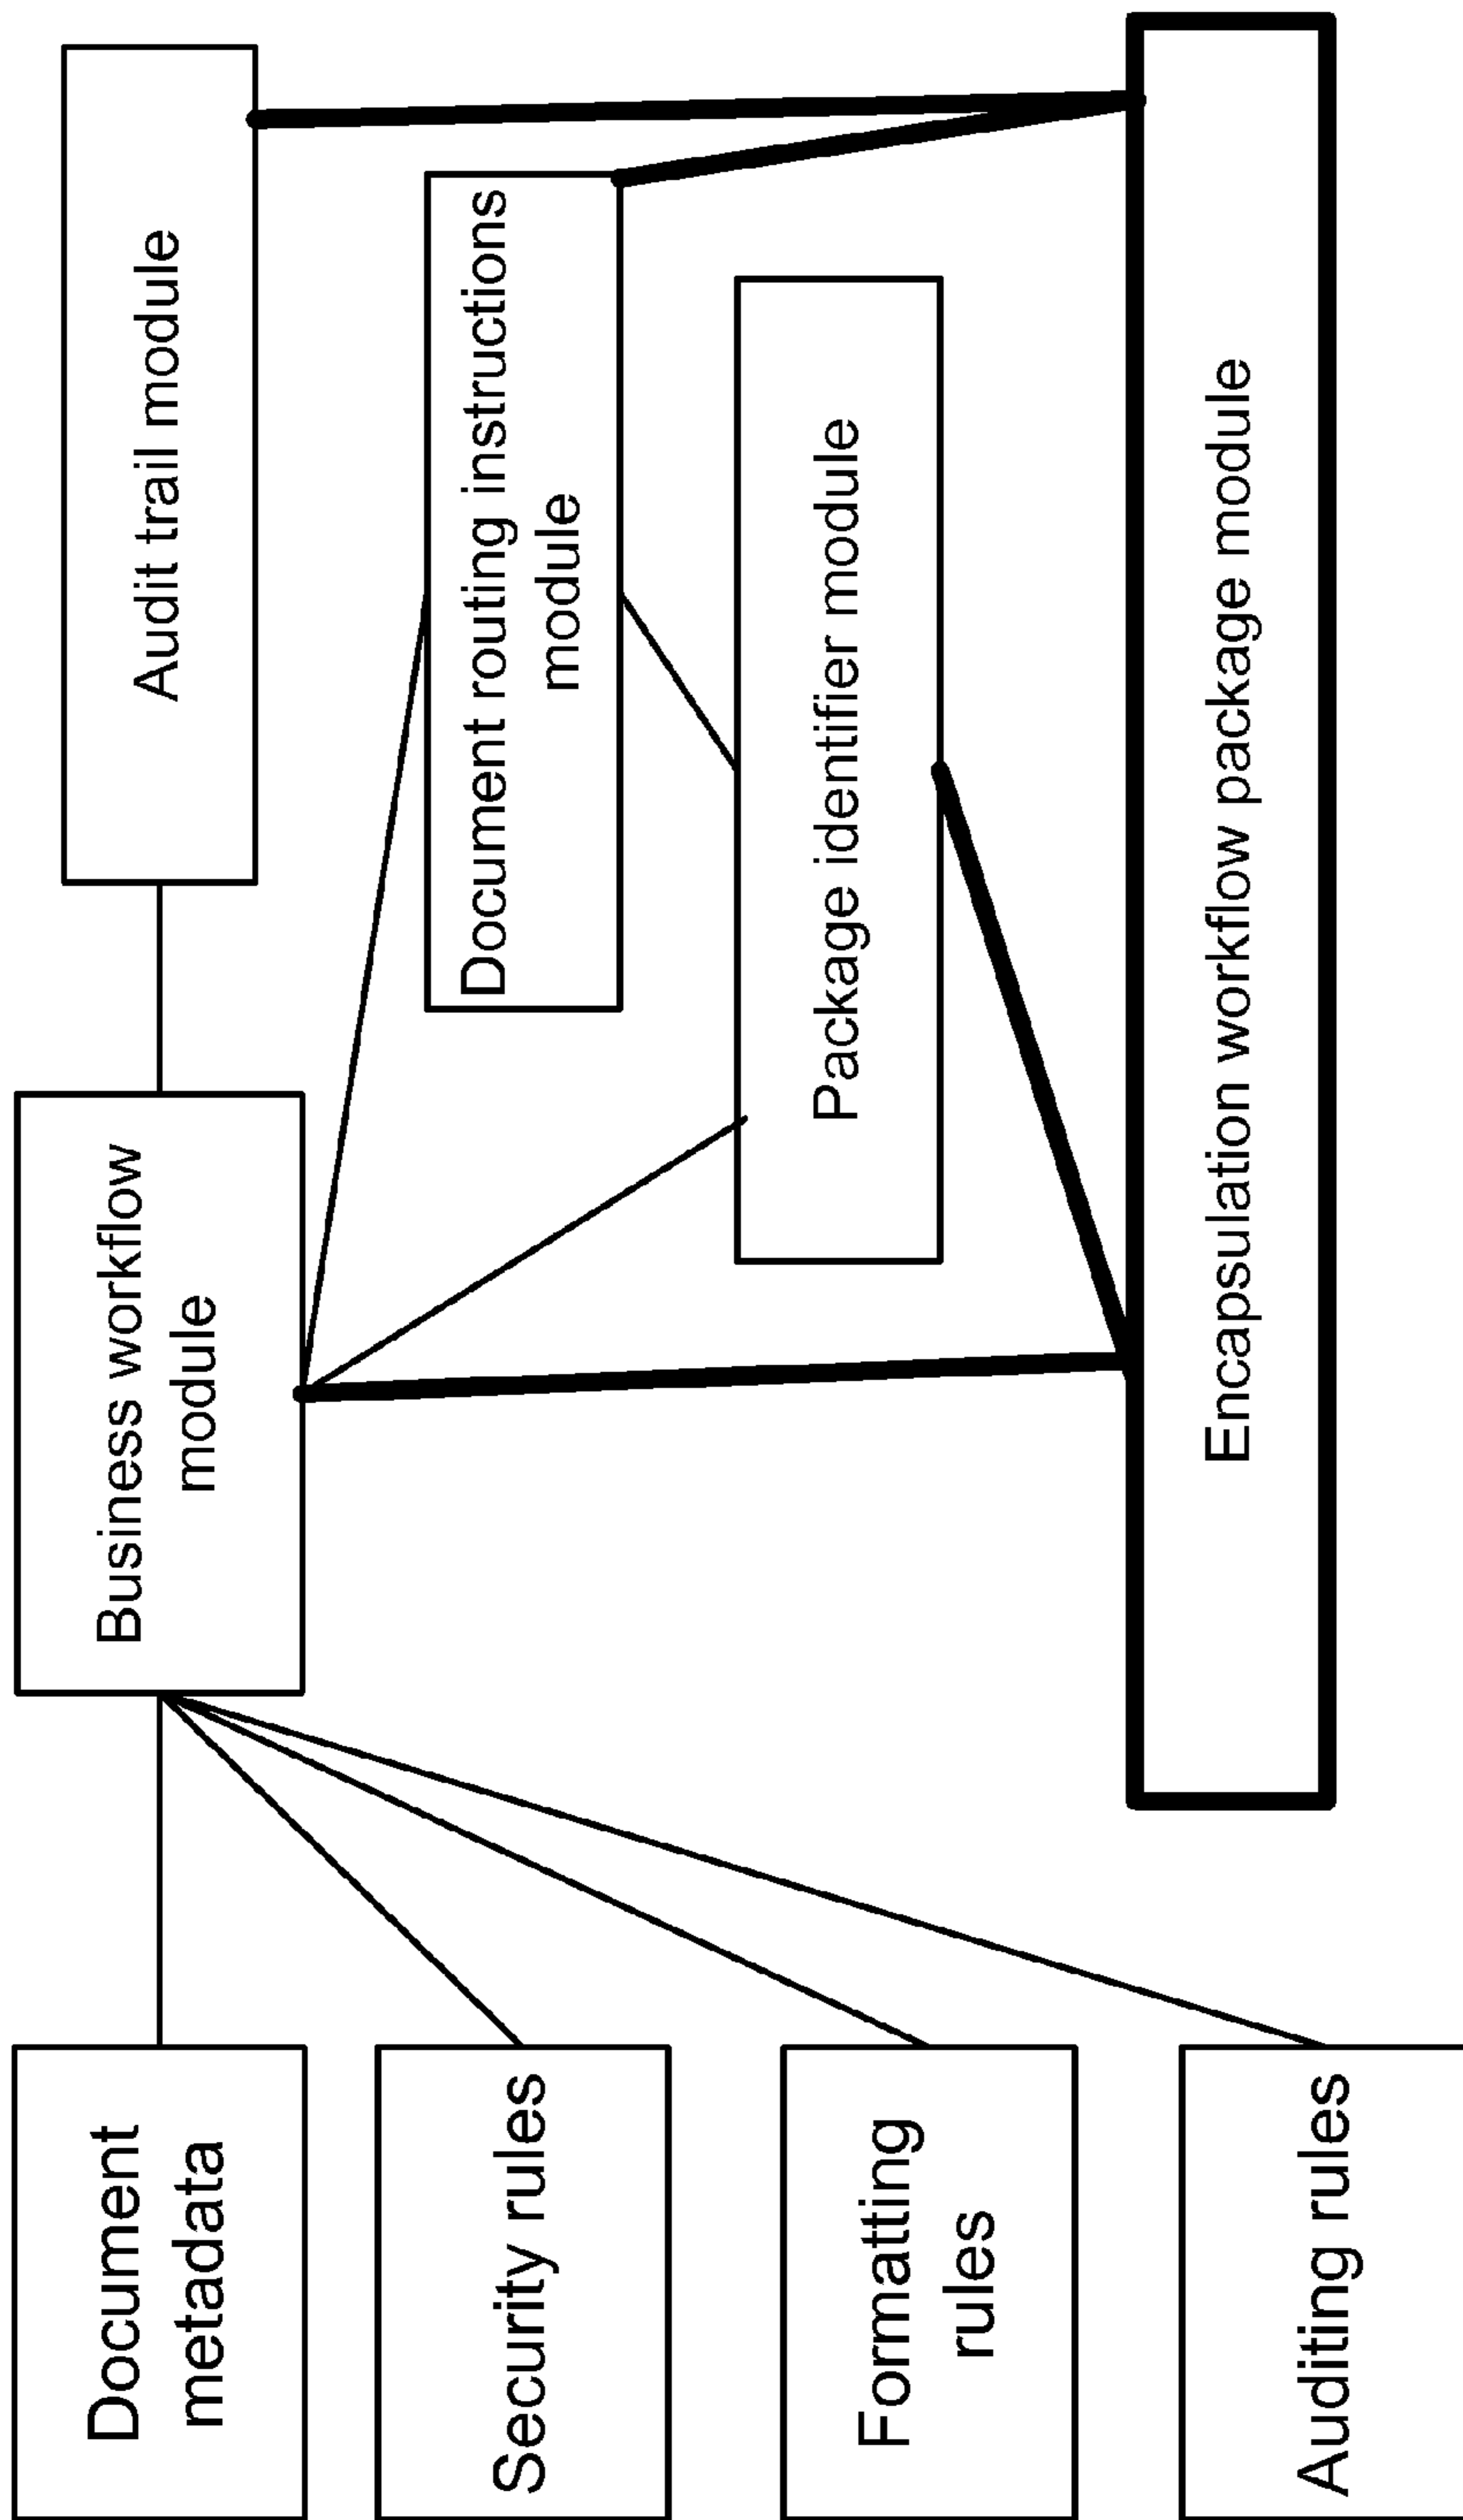 Document
metadata
Security rules
Formatting
rules
Auditing rules
Business workflow
module
Audit trail module
Document routing instructions
module
Package identifier module
Encapsulation workflow package module